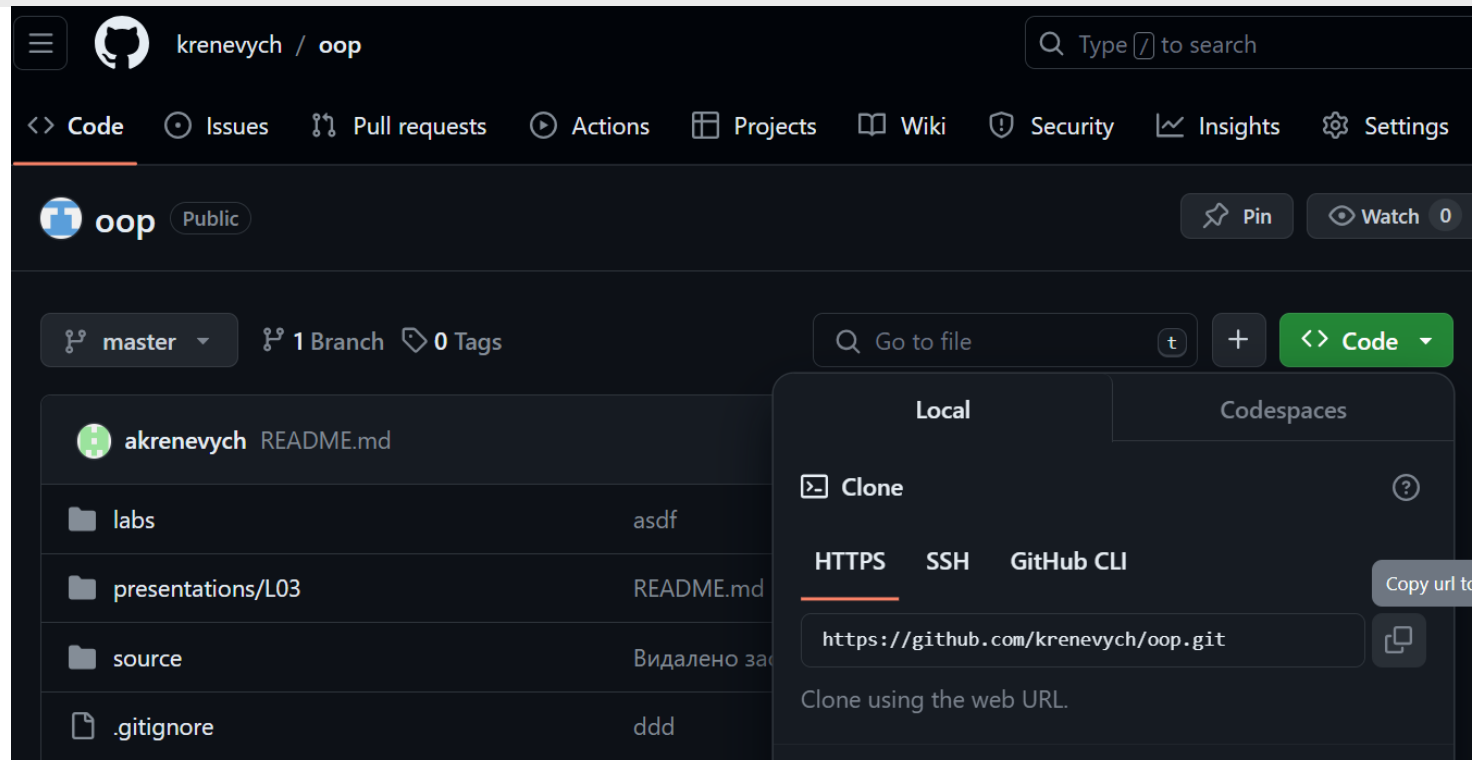 krenevych / oop
Type / to search
Code Issues Pull requests Actions Projects Wiki Security Insights Settings
oop Public
Pin Watch 0
master 1 Branch 0 Tags
Go to file t + Code
Local Codespaces
akrenevych README.md
Clone
labs asdf
HTTPS SSH GitHub CLI
presentations/L03 README.md
Copy url
https://github.com/krenevych/oop.git
source Видалено
Clone using the web URL.
.gitignore ddd